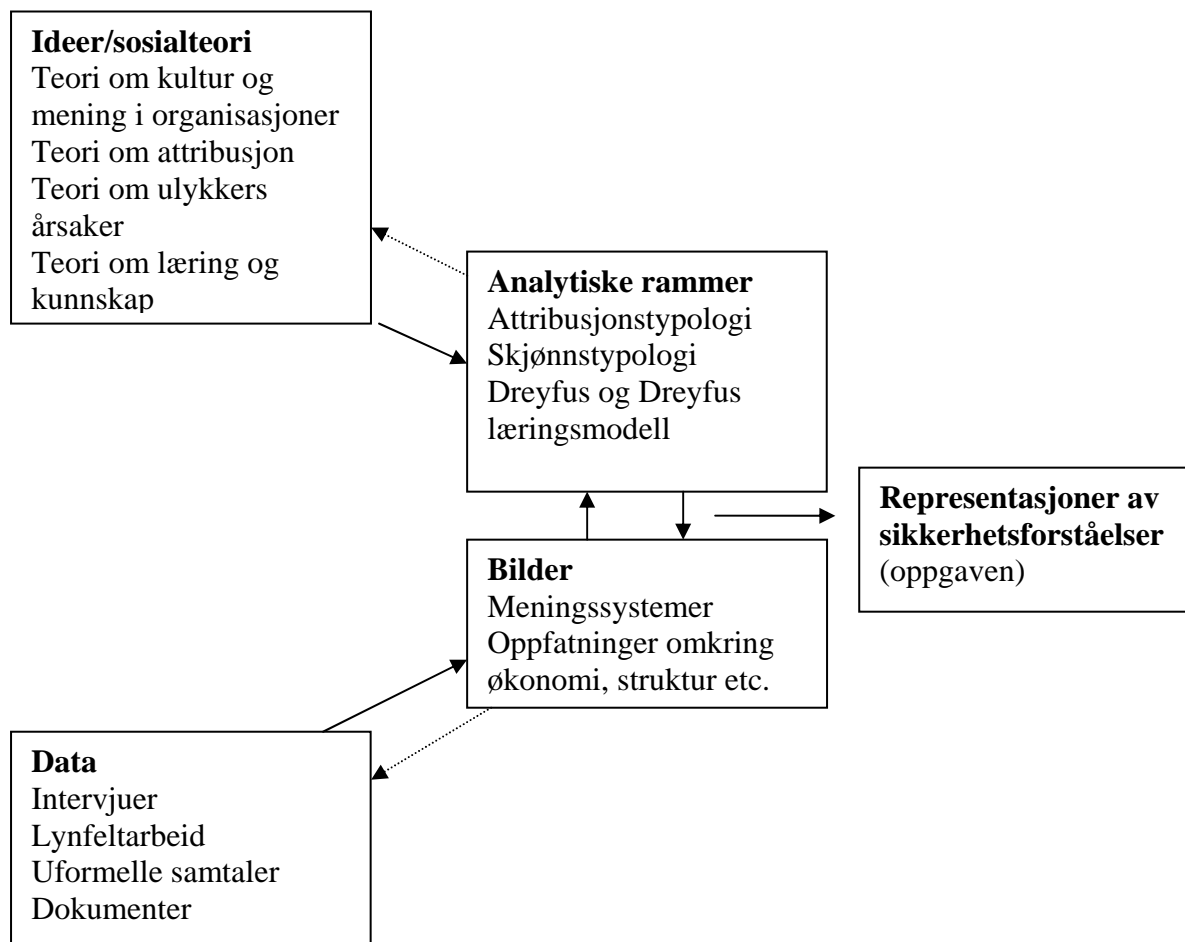 Ideer/sosialteori
Teori om kultur og
mening i organisasjoner
Teori om attribusjon
Teori om ulykkers
årsaker
Teori om læring og
kunnskap
Analytiske rammer
Attribusjonstypologi
Skjønnstypologi
Dreyfus og Dreyfus
læringsmodell
Representasjoner av
sikkerhetsforståelser
(oppgaven)
Bilder
Meningssystemer
Oppfatninger omkring
økonomi, struktur etc.
Data
Intervjuer
Lynfeltarbeid
Uformelle samtaler
Dokumenter